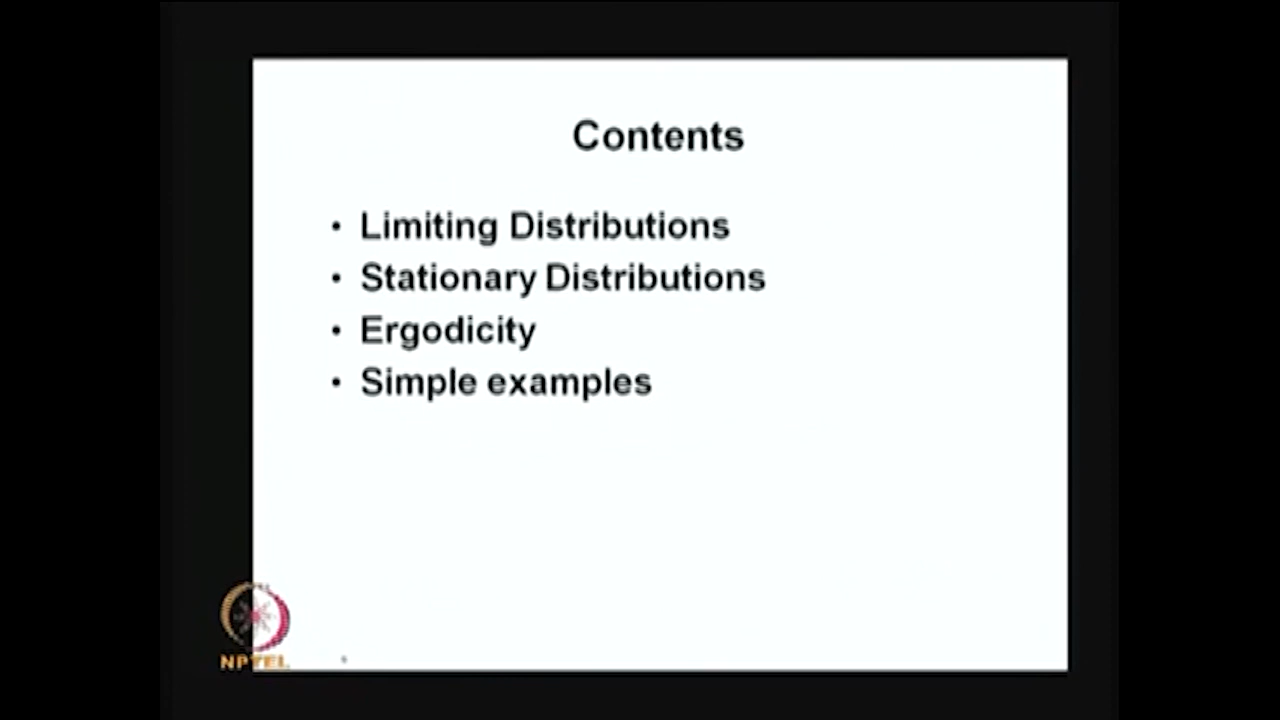 Contents
• Limiting Distributions
• Stationary Distributions
• Ergodicity
• Simple examples
NPTEL